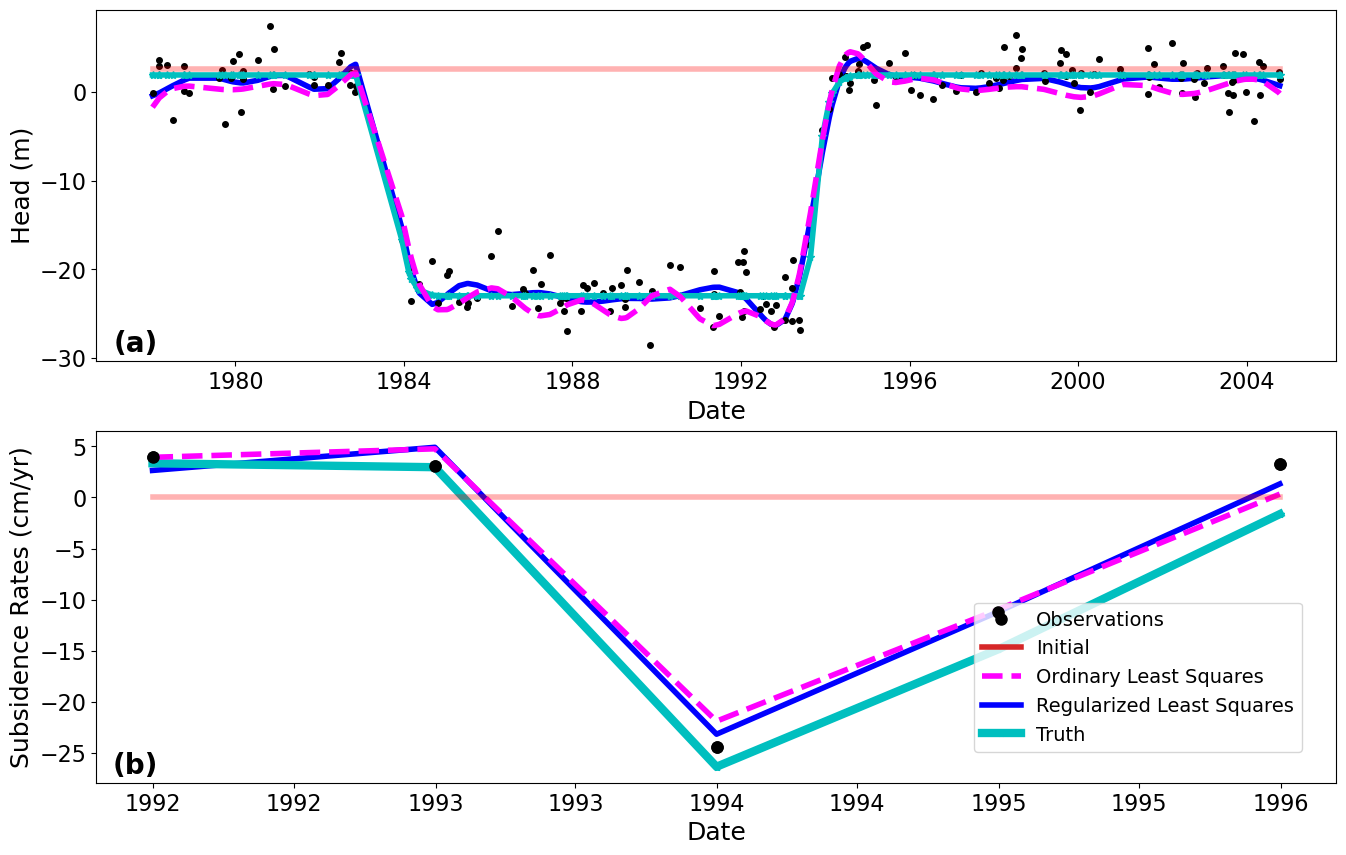 0
−10
−20
−30
Head (m)
(a)
1980 1984 1988 1992 1996 2000 2004
Date
5
0
−5
−10
−15
−20
−25
Subsidence Rates (cm/yr)
(b)
Observations
Initial
Ordinary Least Squares
Regularized Least Squares
Truth
1992 1992 1993 1993 1994 1994 1995 1995 1996
Date